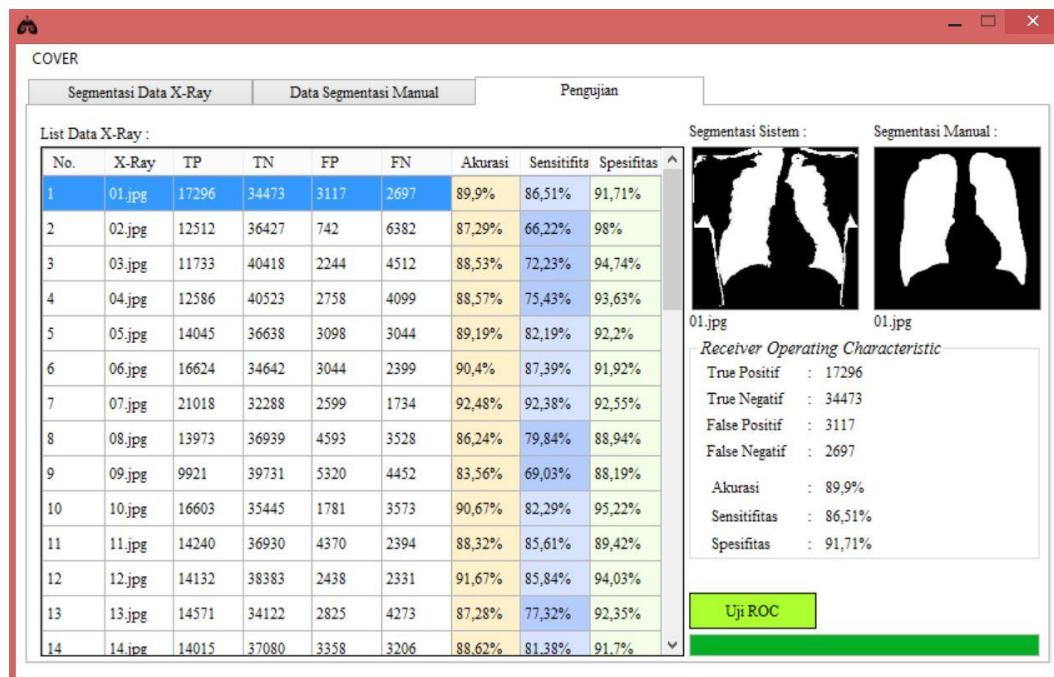 COVER
Segmentasi Data X-Ray Data Segmentasi Manual Pengujian
List Data X-Ray :
No. X-Ray TP TN FP FN Akurasi Sensitifita Spesifitas
1 01.jpg 17296 34473 3117 2697 89,9% 86,51% 91,71%
2 02.jpg 12512 36427 742 6382 87,29% 66,22% 98%
3 03.jpg 11733 40418 2244 4512 88,53% 72,23% 94,74%
4 04.jpg 12586 40523 2758 4099 88,57% 75,43% 93,63%
5 05.jpg 14045 36638 3098 3044 89,19% 82,19% 92,2%
6 06.jpg 16624 34642 3044 2399 90,4% 87,39% 91,92%
7 07.jpg 21018 32288 2599 1734 92,48% 92,38% 92,55%
8 08.jpg 13973 36939 4593 3528 86,24% 79,84% 88,94%
9 09.jpg 9921 39731 5320 4452 83,56% 69,03% 88,19%
10 10.jpg 16603 35445 1781 3573 90,67% 82,29% 95,22%
11 11.jpg 14240 36930 4370 2394 88,32% 85,61% 89,42%
12 12.jpg 14132 38383 2438 2331 91,67% 85,84% 94,03%
13 13.jpg 14571 34122 2825 4273 87,28% 77,32% 92,35%
14 14.jpg 14015 37080 3358 3206 88,62% 81,38% 91,7%
Segmentasi Sistem : Segmentasi Manual :
01.jpg 01.jpg
Receiver Operating Characteristic
True Positif : 17296
True Negatif : 34473
False Positif : 3117
False Negatif : 2697
Akurasi : 89,9%
Sensitifitas : 86,51%
Spesifitas : 91,71%
Uji ROC